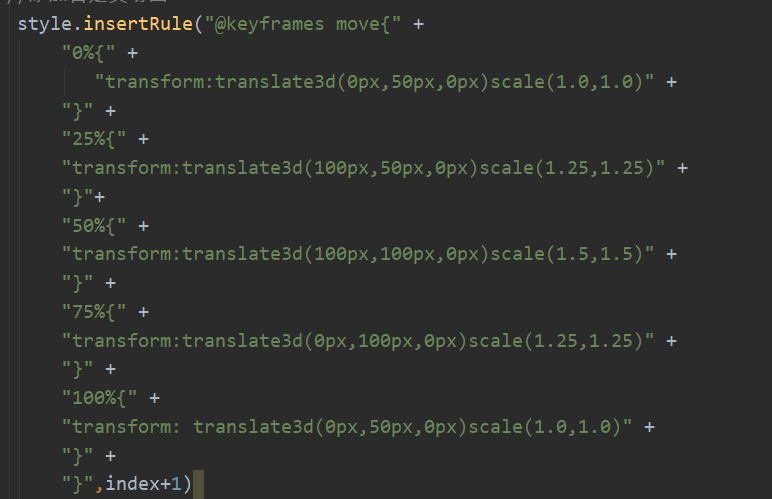 style.insertRule("@keyframes move{" +
"0%{" +
"transform:translate3d(0px,50px,0px)scale(1.0,1.0)" +
"}" +
"25%{" +
"transform:translate3d(100px,50px,0px)scale(1.25,1.25)" +
"}"+
"50%{" +
"transform:translate3d(100px,100px,0px)scale(1.5,1.5)" +
"}" +
"75%{" +
"transform:translate3d(0px,100px,0px)scale(1.25,1.25)" +
"}" +
"100%{" +
"transform: translate3d(0px,50px,0px)scale(1.0,1.0)" +
"}" +
"}",index+1)